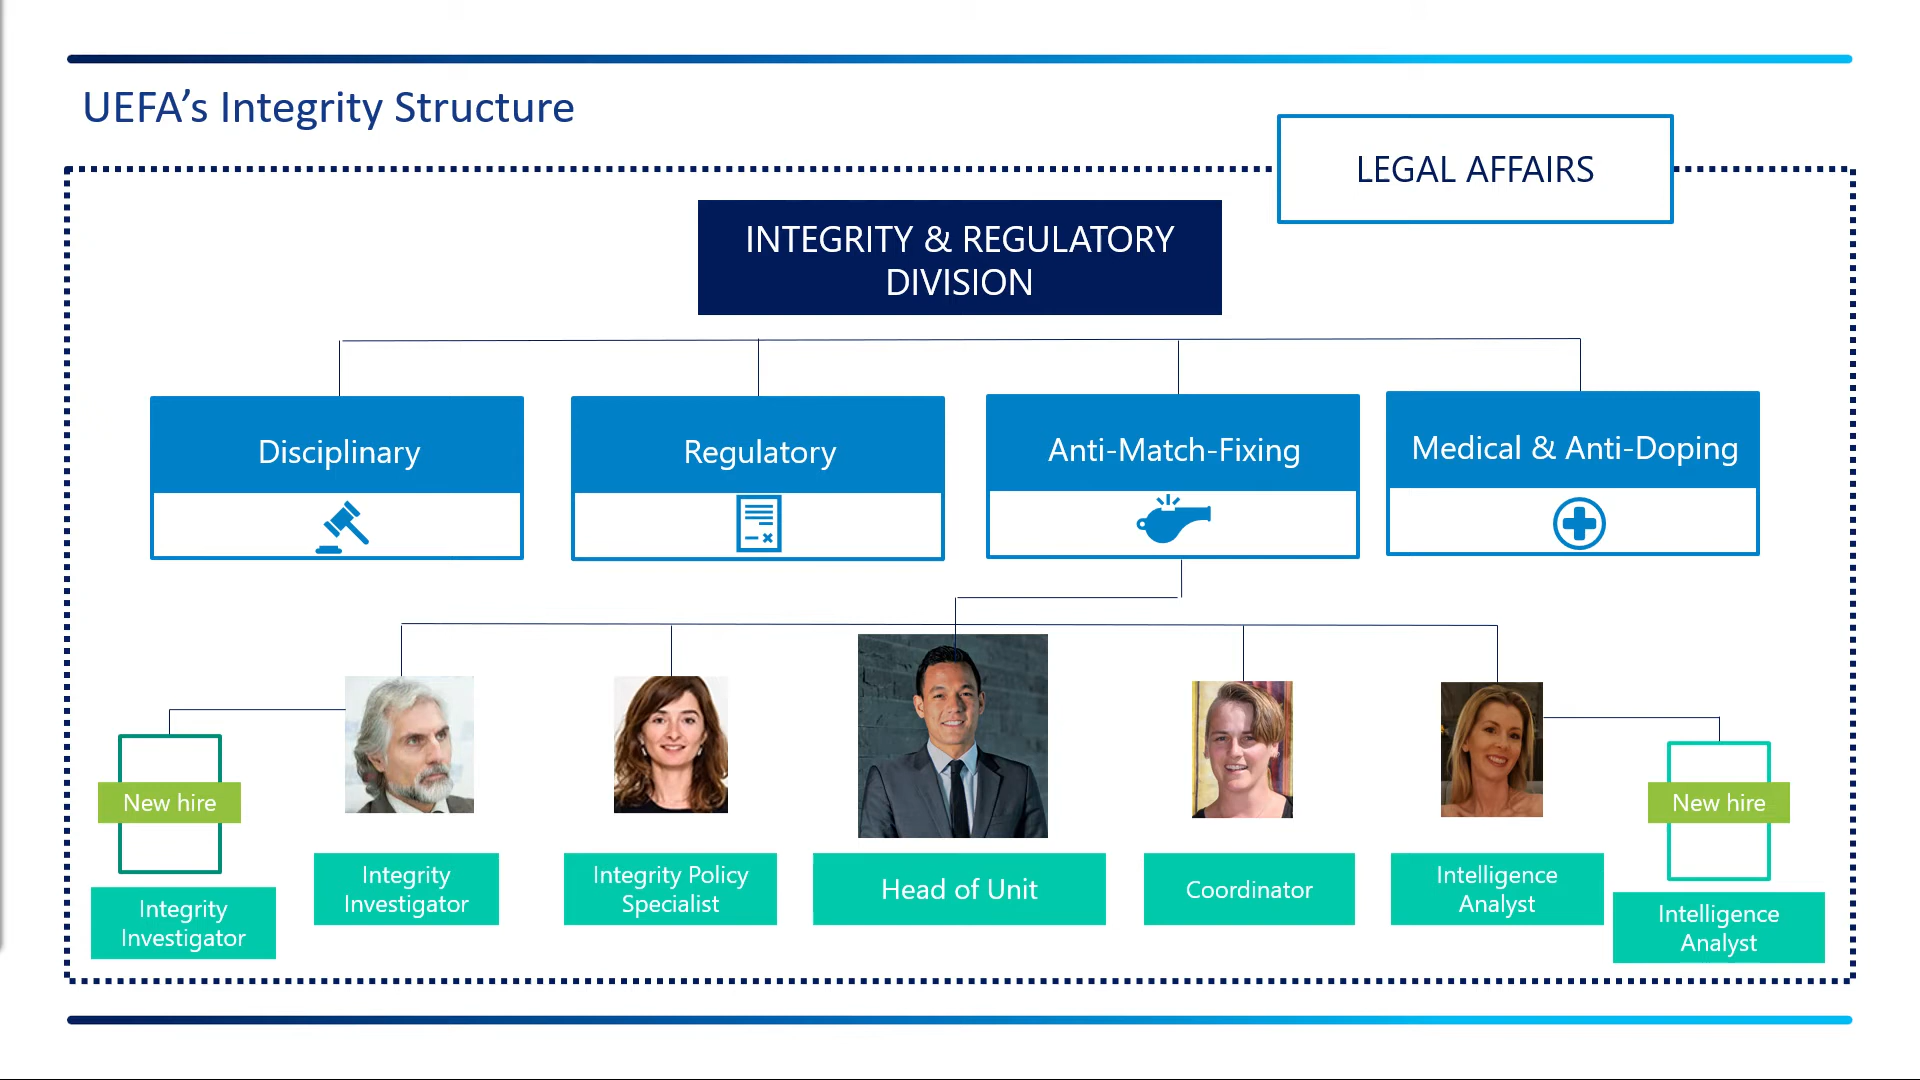 UEFA’s Integrity Structure
LEGAL AFFAIRS
INTEGRITY & REGULATORY
DIVISION
Disciplinary
Regulatory
Anti-Match-Fixing
Medical & Anti-Doping
New hire
Integrity
Investigator
Integrity
Investigator
Integrity Policy
Specialist
Head of Unit
Coordinator
Intelligence
Analyst
New hire
Intelligence
Analyst